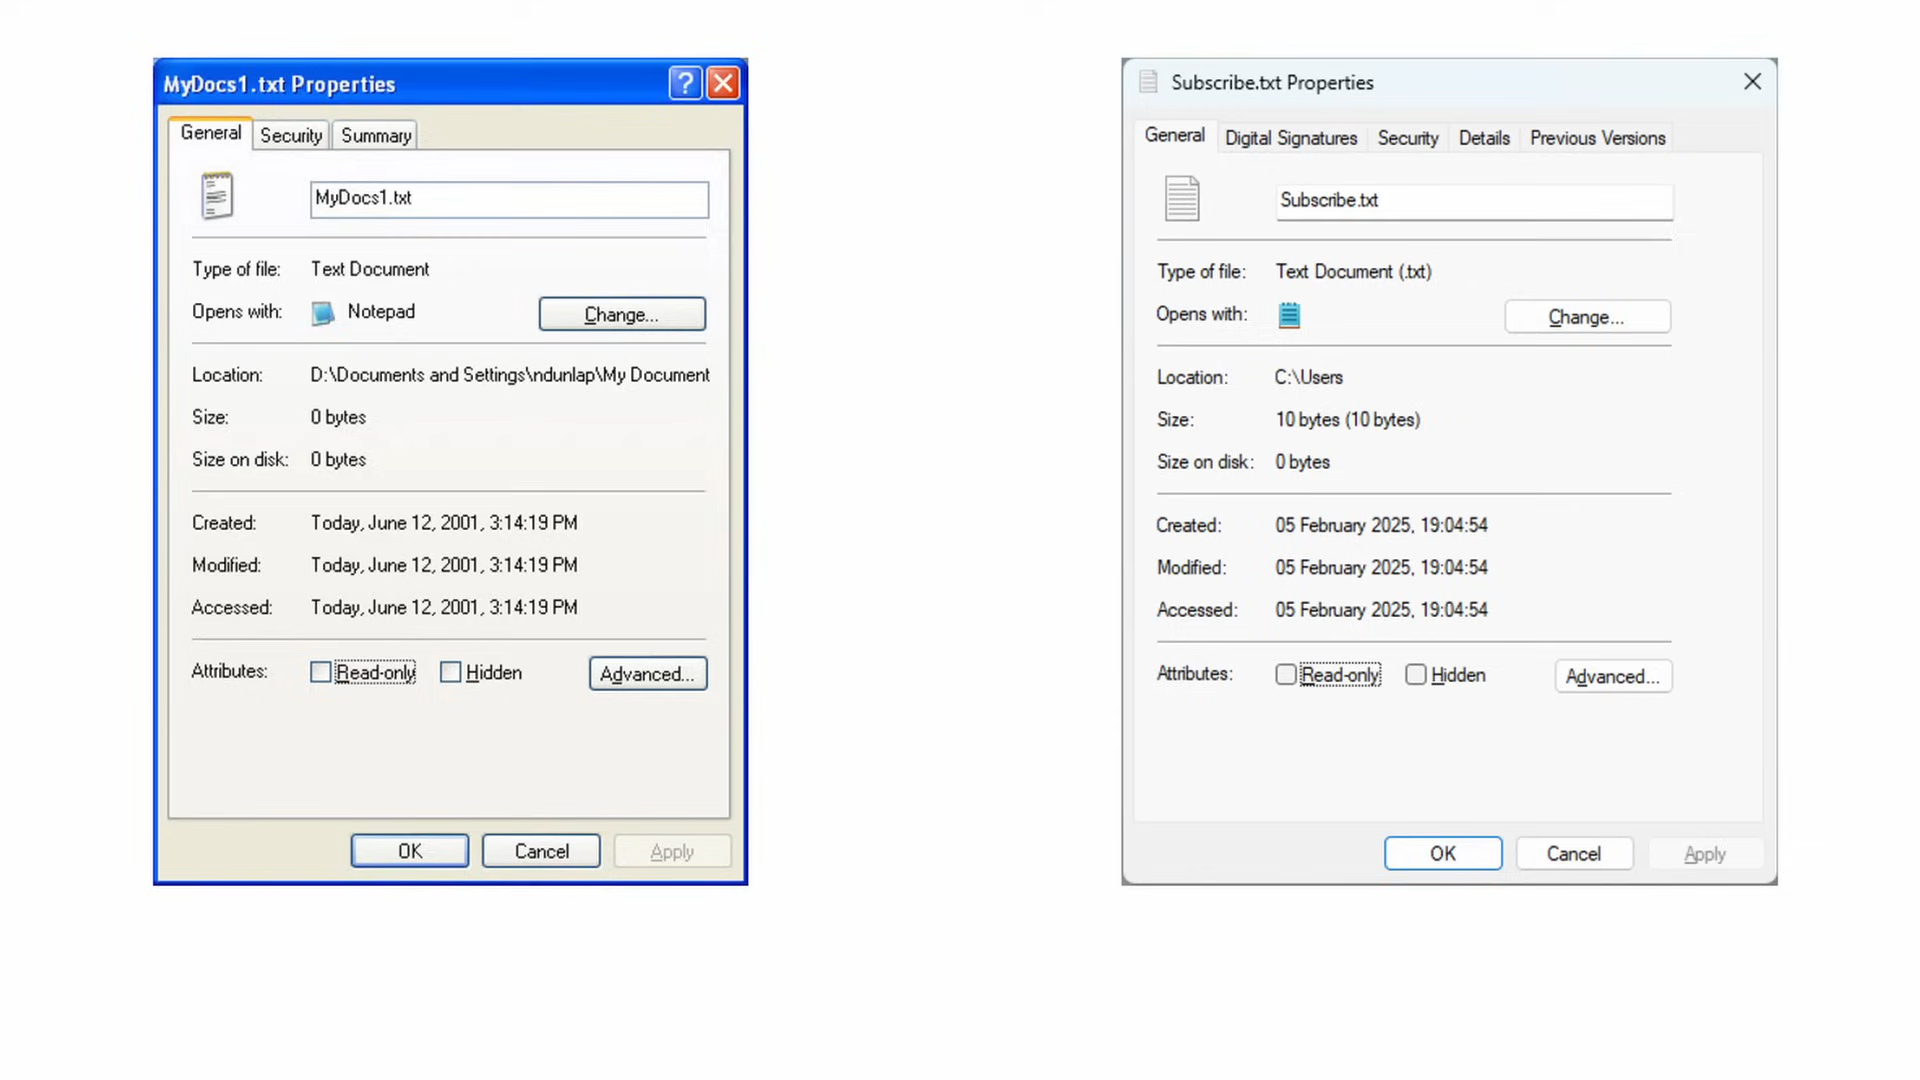 MyDocs1.txt Properties
?
General Security Summary
MyDocs1.txt
Type of file: Text Document
Opens with: Notepad Change...
Location: D:\Documents and Settings\ndunlap\My Document
Size: 0 bytes
Size on disk: 0 bytes
Created: Today, June 12, 2001, 3:14:19 PM
Modified: Today, June 12, 2001, 3:14:19 PM
Accessed: Today, June 12, 2001, 3:14:19 PM
Attributes: Read-only Hidden Advanced...
OK Cancel Apply
Subscribe.txt Properties
General Digital Signatures Security Details Previous Versions
Subscribe.txt
Type of file: Text Document (.txt)
Opens with: Change...
Location: C:\Users
Size: 10 bytes (10 bytes)
Size on disk: 0 bytes
Created: 05 February 2025, 19:04:54
Modified: 05 February 2025, 19:04:54
Accessed: 05 February 2025, 19:04:54
Attributes: Read-only Hidden Advanced...
OK Cancel Apply